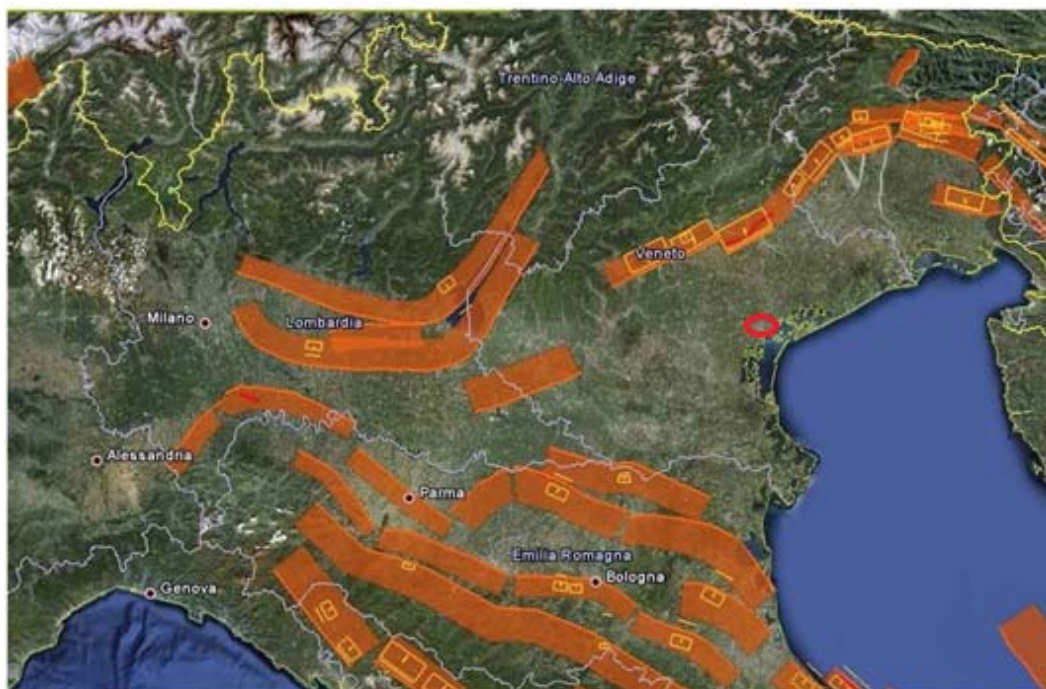 Trentino-Alto Adige
Veneto
Milano
Lombardia
Alessandria
Parma
Emilia Romagna
Bologna
Genova